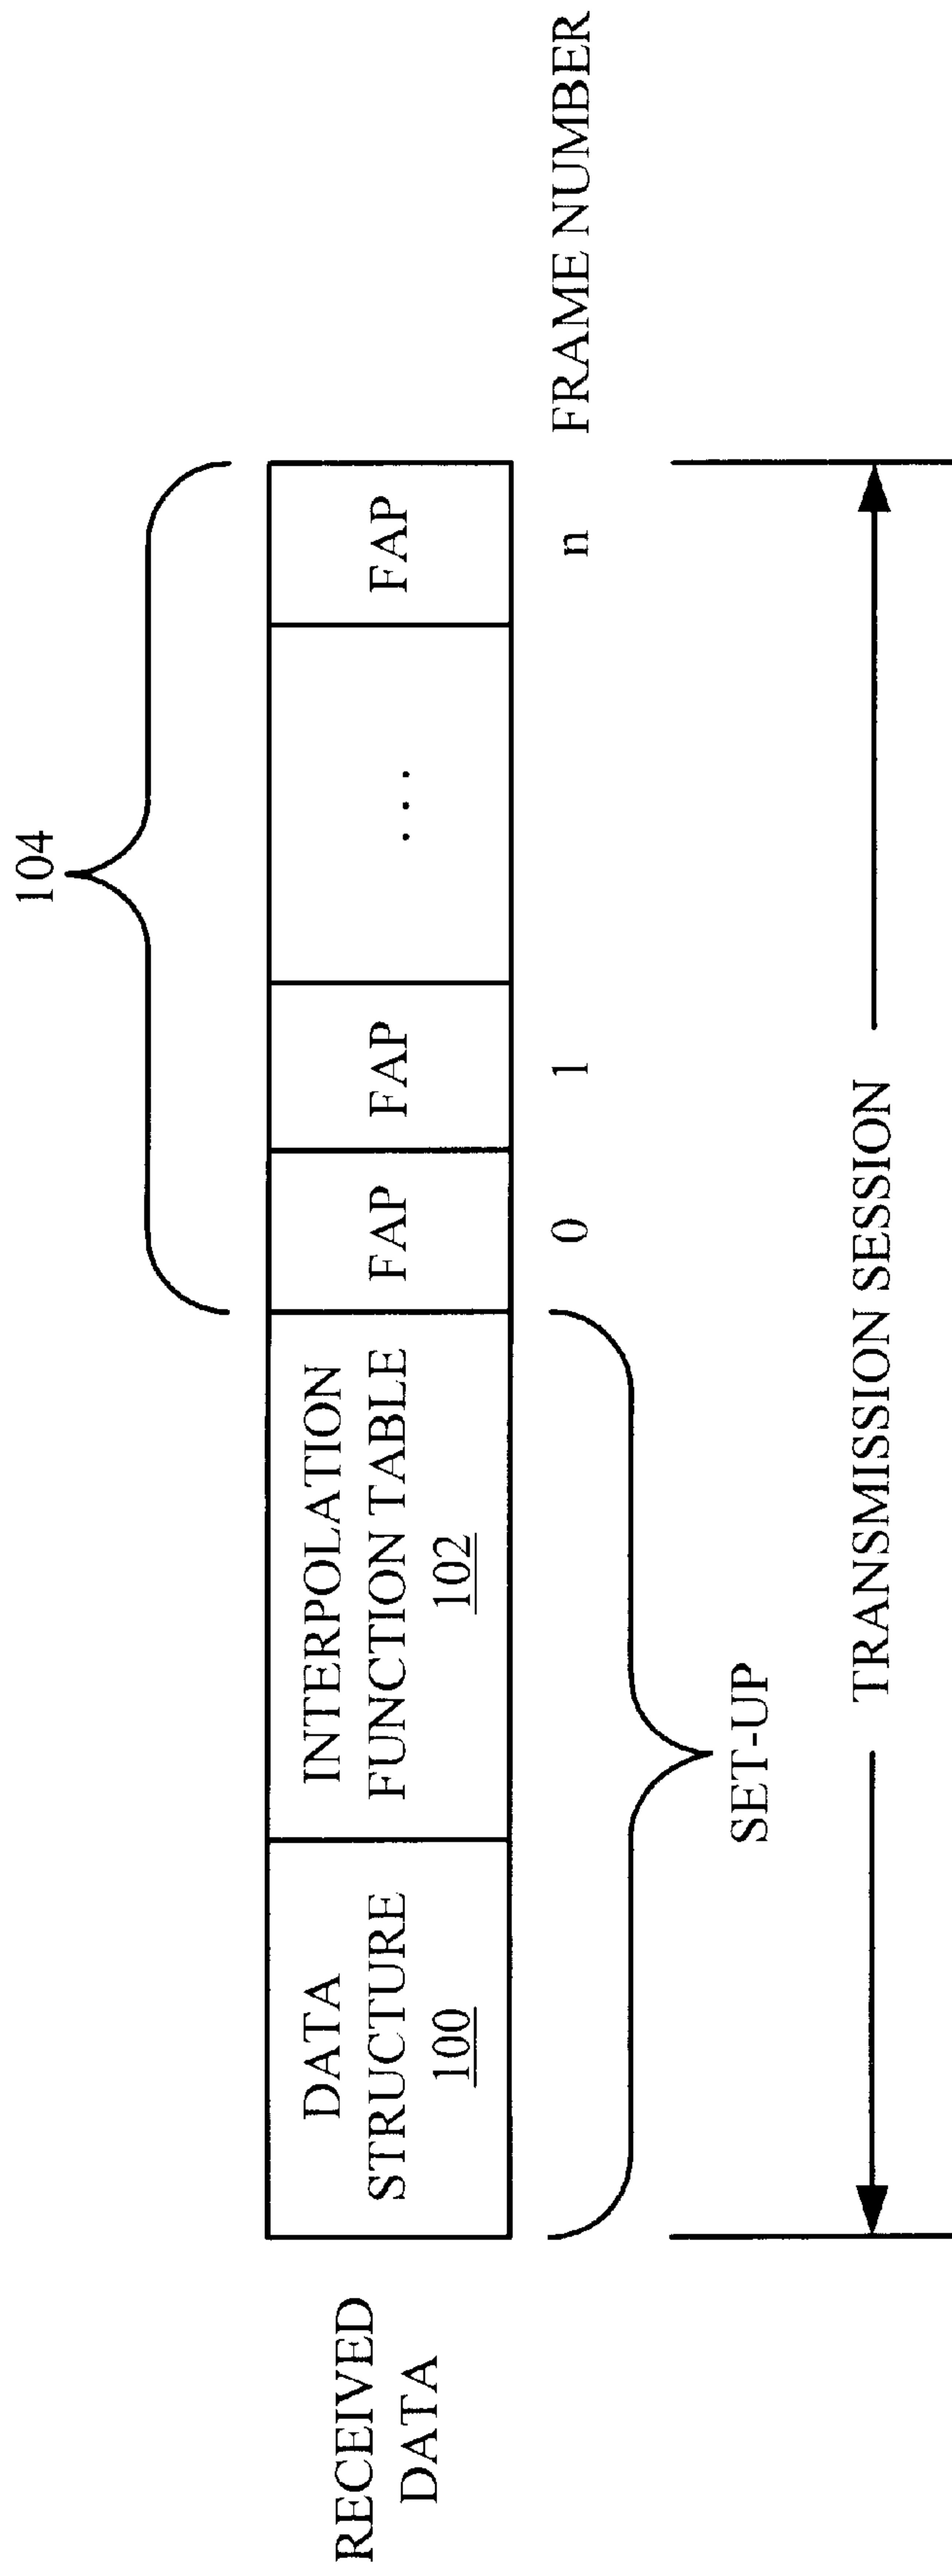 104
RECEIVED
DATA
DATA
STRUCTURE
100
INTERPOLATION
FUNCTION TABLE
102
FAP
FAP
...
FAP
0
1
n
FRAME NUMBER
SET-UP
TRANSMISSION SESSION